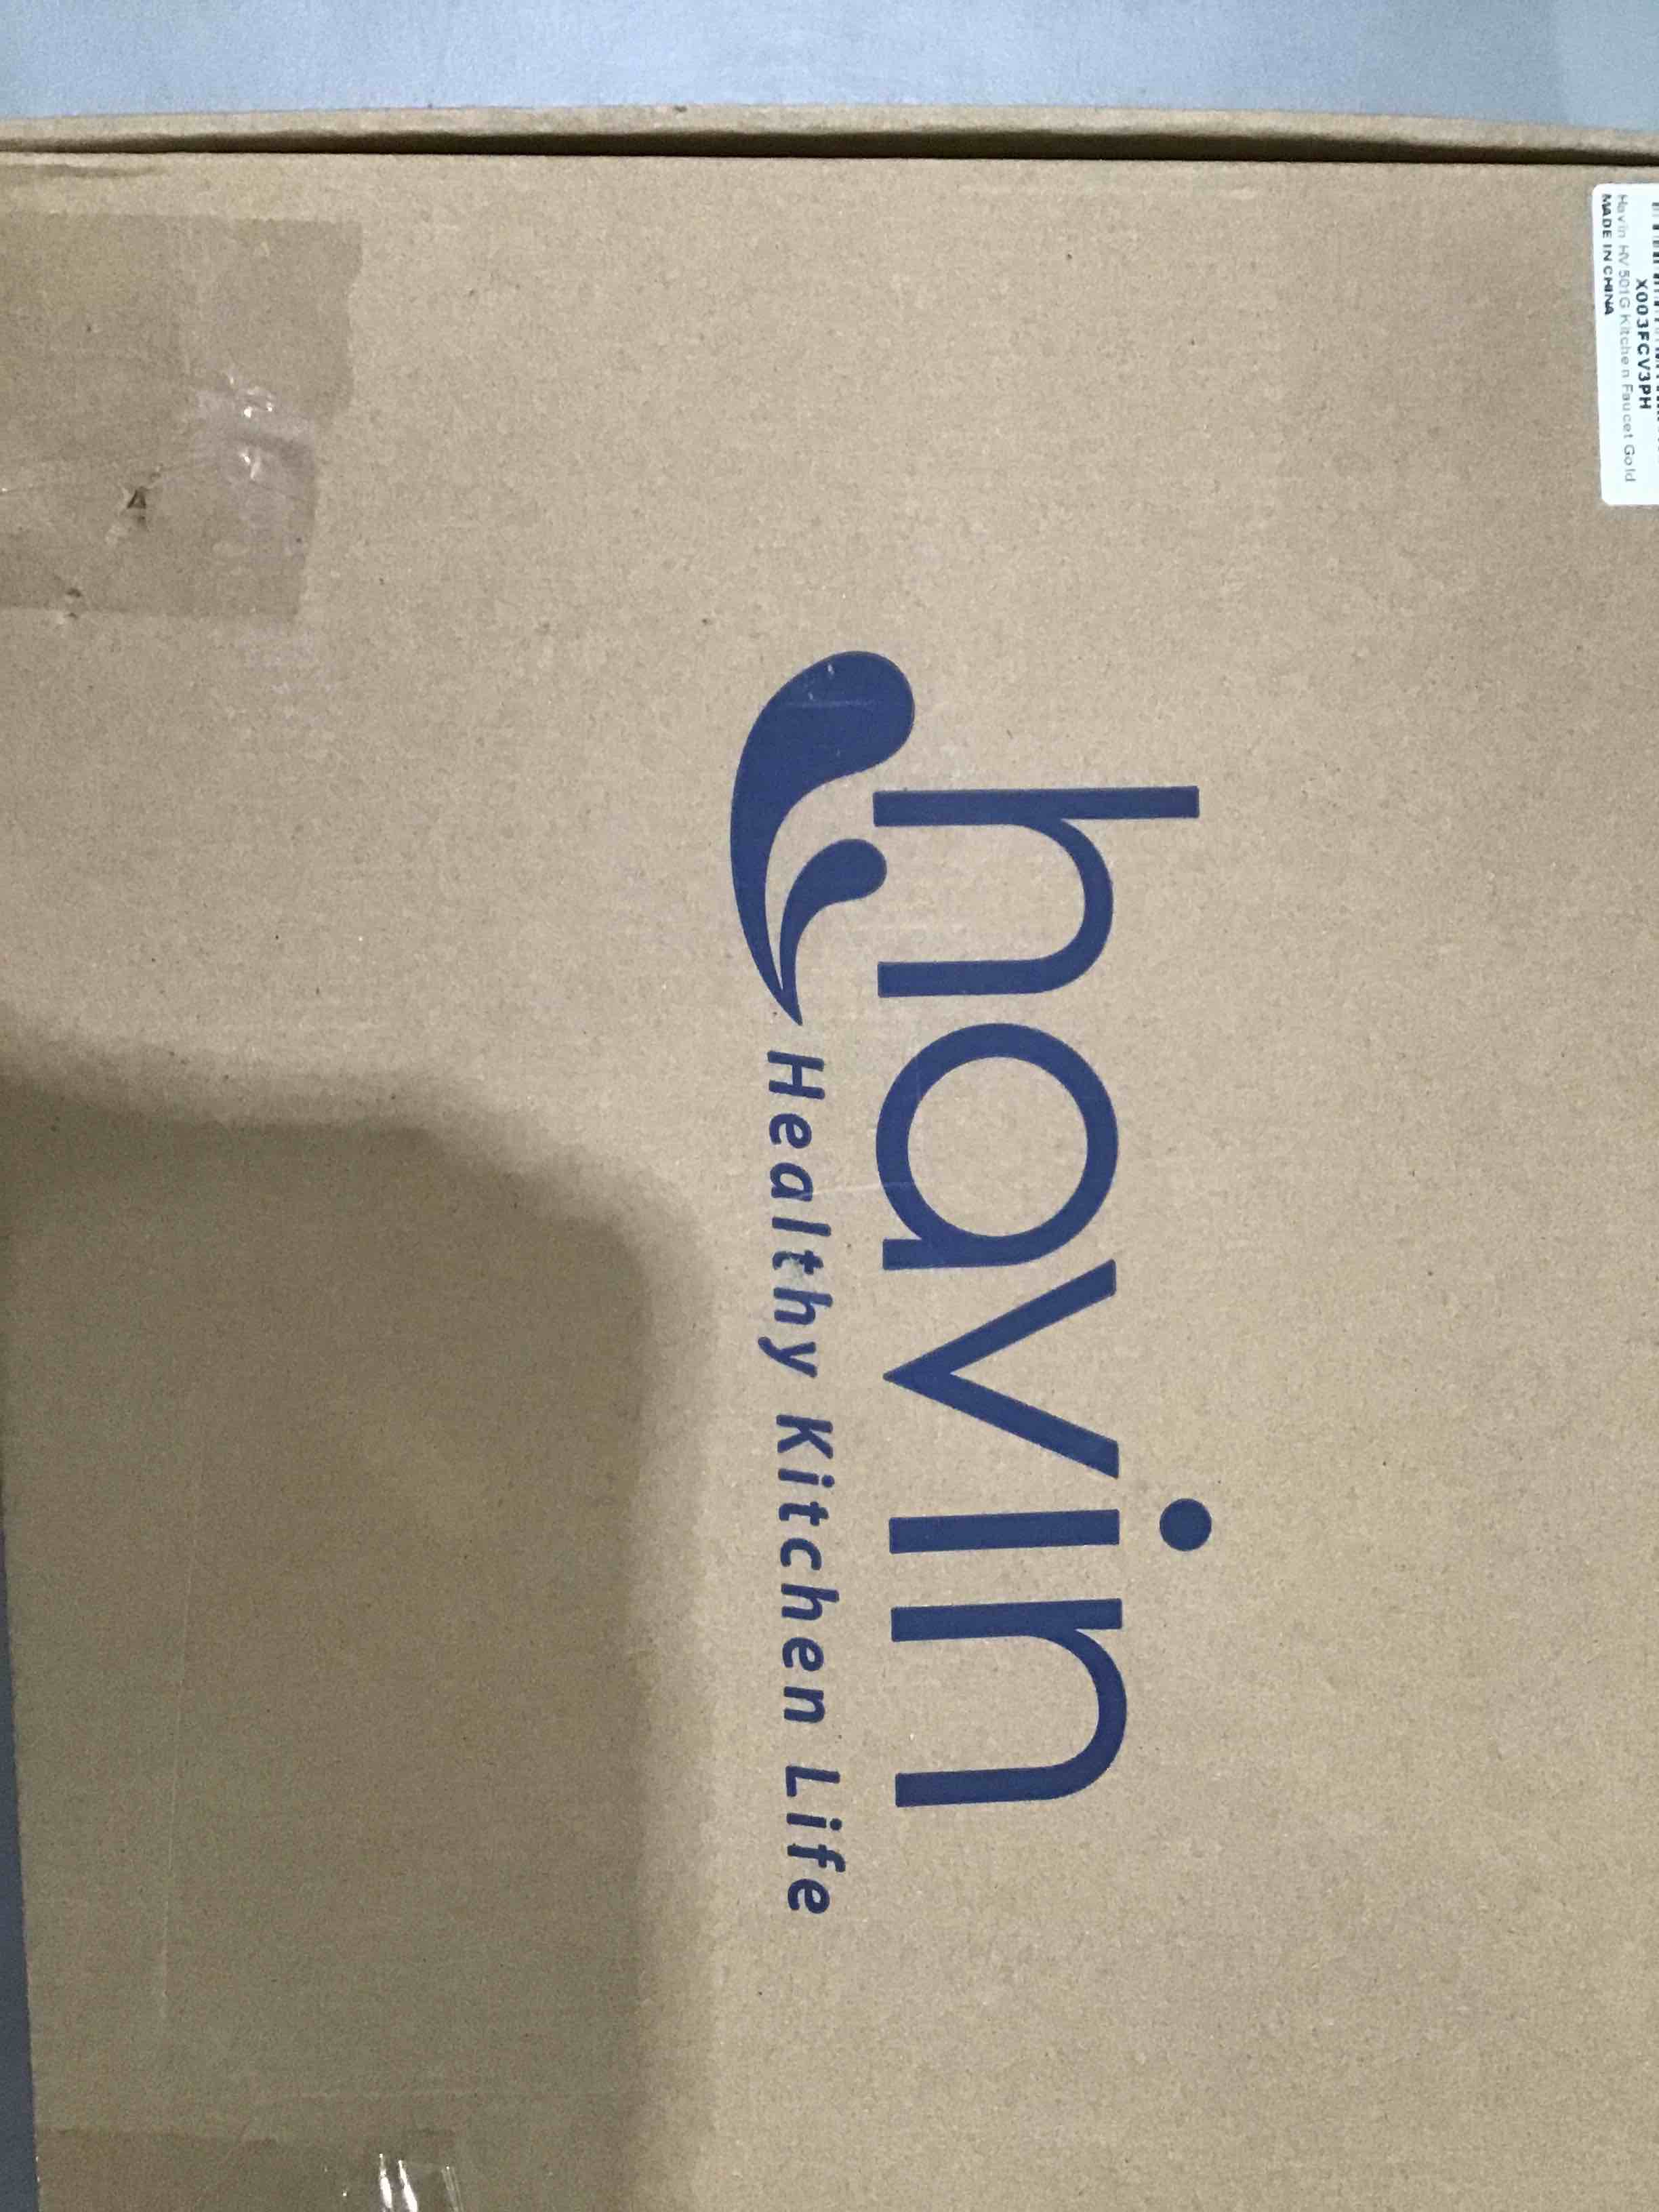 havin
Healthy Kitchen Life
X003FCV3PH
Havin HV501G Kitchen Faucet Gold
MADE IN CHINA